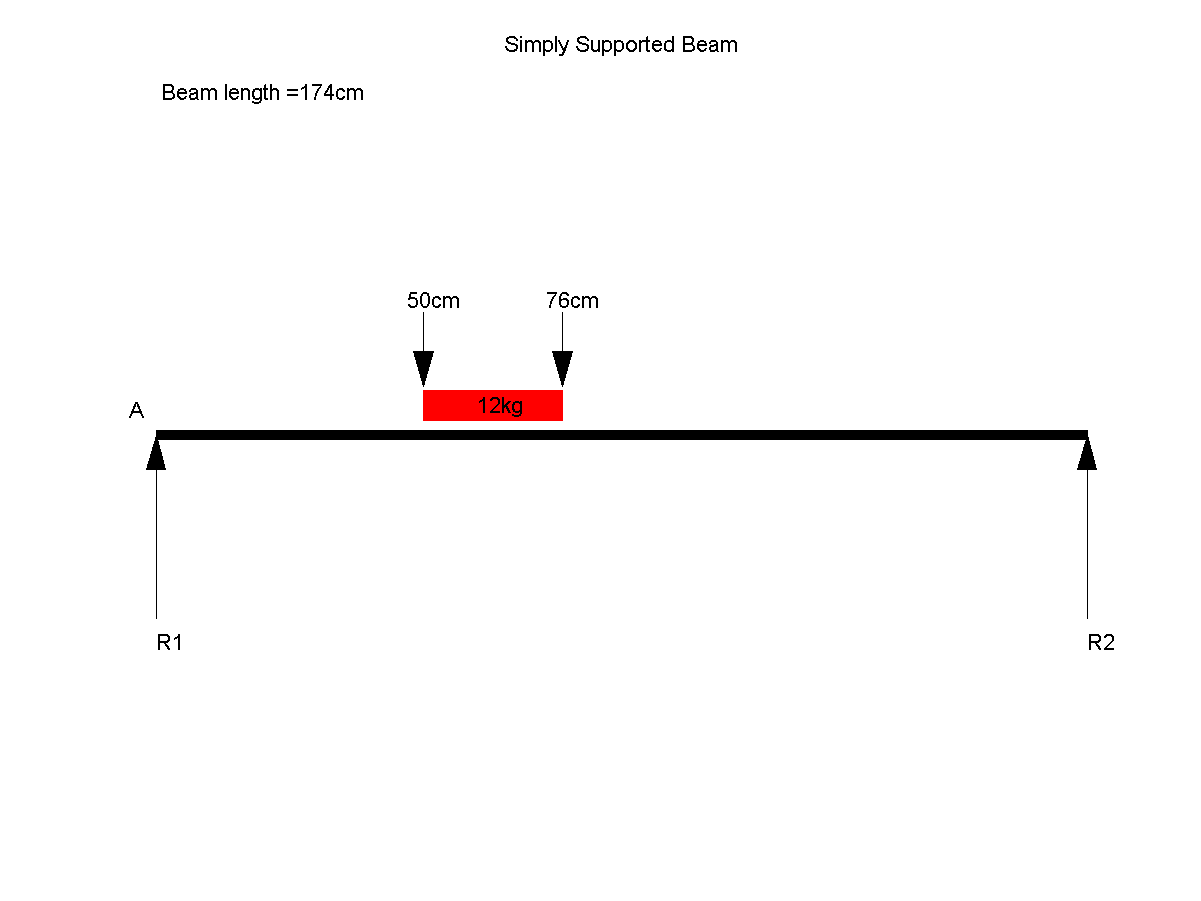 Simply Supported Beam
Beam length =174cm
50cm 76cm
12kg
A
R1 R2